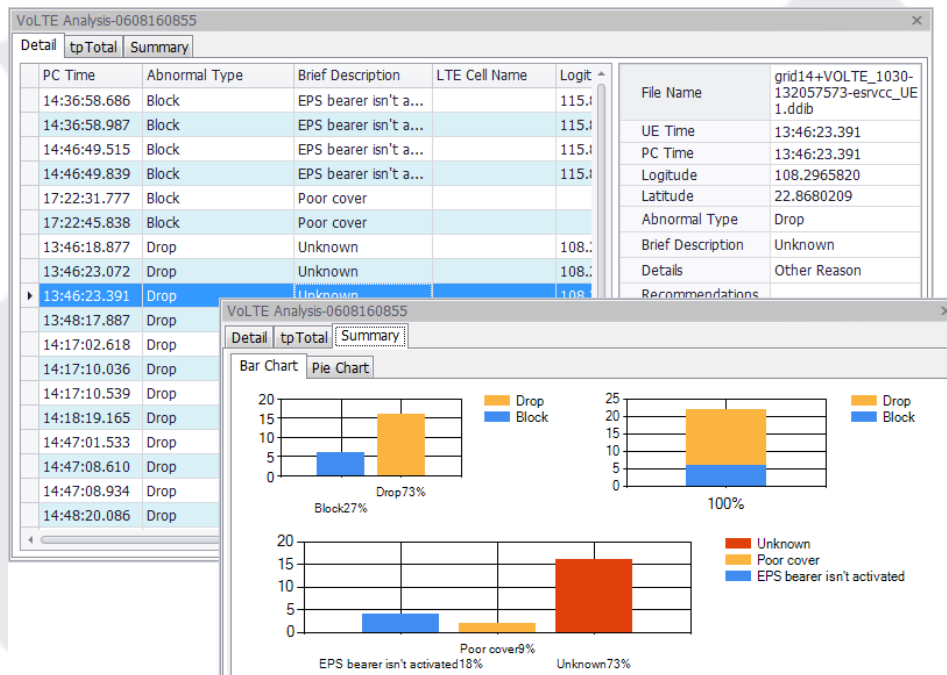 VoLTE Analysis-0608160855
Detail tpTotal Summary
PC Time Abnormal Type Brief Description LTE Cell Name Logit
14:36:58.686 Block EPS bearer isn't a... 115.8
14:36:58.987 Block EPS bearer isn't a... 115.8
14:46:49.515 Block EPS bearer isn't a... 115.8
14:46:49.839 Block EPS bearer isn't a... 115.8
17:22:31.777 Block Poor cover
17:22:45.838 Block Poor cover
13:46:18.877 Drop Unknown 108.2
13:46:23.072 Drop Unknown 108.2
13:46:23.391 Drop Unknown 108.2
13:48:17.887 Drop
14:17:02.618 Drop
14:17:10.036 Drop
14:17:10.539 Drop
14:18:19.165 Drop
14:47:01.533 Drop
14:47:08.610 Drop
14:47:08.934 Drop
14:48:20.086 Drop
File Name grid14+VOLTE_1030-
132057573-esrvcc_UE
1.ddib
UE Time 13:46:23.391
PC Time 13:46:23.391
Logitude 108.2965820
Latitude 22.8680209
Abnormal Type Drop
Brief Description Unknown
Details Other Reason
Recommendations
VoLTE Analysis-0608160855
Detail tpTotal Summary
Bar Chart Pie Chart
20
15
10
5
0
Drop73%
Block27%
Drop
Block
25
20
15
10
5
0
100%
Drop
Block
20
15
10
5
0
Poor cover9%
EPS bearer isn't activated18% Unknown73%
Unknown
Poor cover
EPS bearer isn't activated